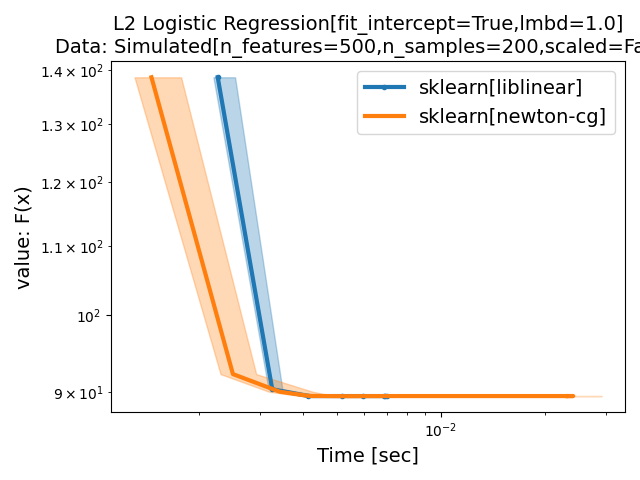 L2 Logistic Regression[fit_intercept=True,lmbd=1.0]
Data: Simulated[n_features=500,n_samples=200,scaled=Fa
1.4 × 10²
1.3 × 10²
1.2 × 10²
1.1 × 10²
10²
9 × 10¹
value: F(x)
sklearn[liblinear]
sklearn[newton-cg]
10⁻²
Time [sec]